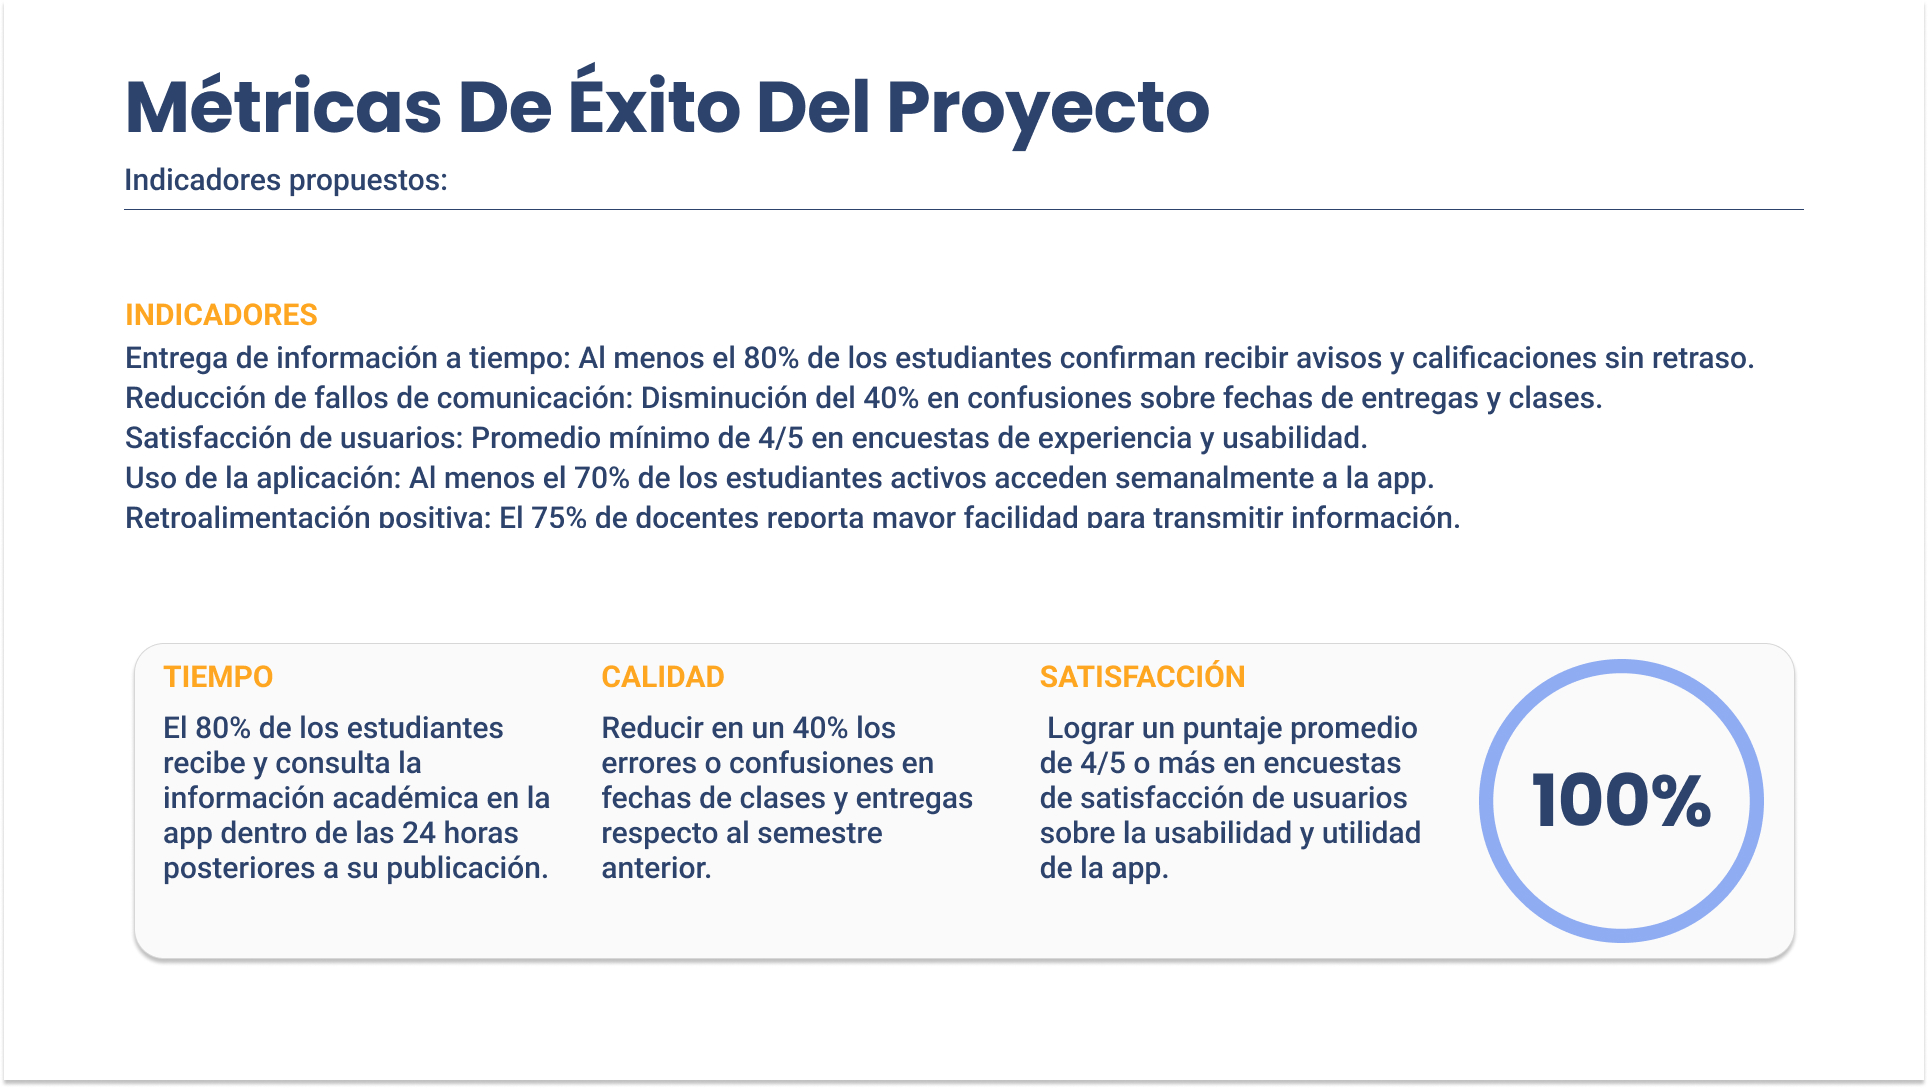 Métricas De Éxito Del Proyecto
Indicadores propuestos:
INDICADORES
Entrega de información a tiempo: Al menos el 80% de los estudiantes confirman recibir avisos y calificaciones sin retraso.
Reducción de fallos de comunicación: Disminución del 40% en confusiones sobre fechas de entregas y clases.
Satisfacción de usuarios: Promedio mínimo de 4/5 en encuestas de experiencia y usabilidad.
Uso de la aplicación: Al menos el 70% de los estudiantes activos acceden semanalmente a la app.
Retroalimentación positiva: El 75% de docentes reporta mayor facilidad para transmitir información.
TIEMPO
El 80% de los estudiantes
recibe y consulta la
información académica en la
app dentro de las 24 horas
posteriores a su publicación.
CALIDAD
Reducir en un 40% los
errores o confusiones en
fechas de clases y entregas
respecto al semestre
anterior.
SATISFACCIÓN
Lograr un puntaje promedio
de 4/5 o más en encuestas
de satisfacción de usuarios
sobre la usabilidad y utilidad
de la app.
100%